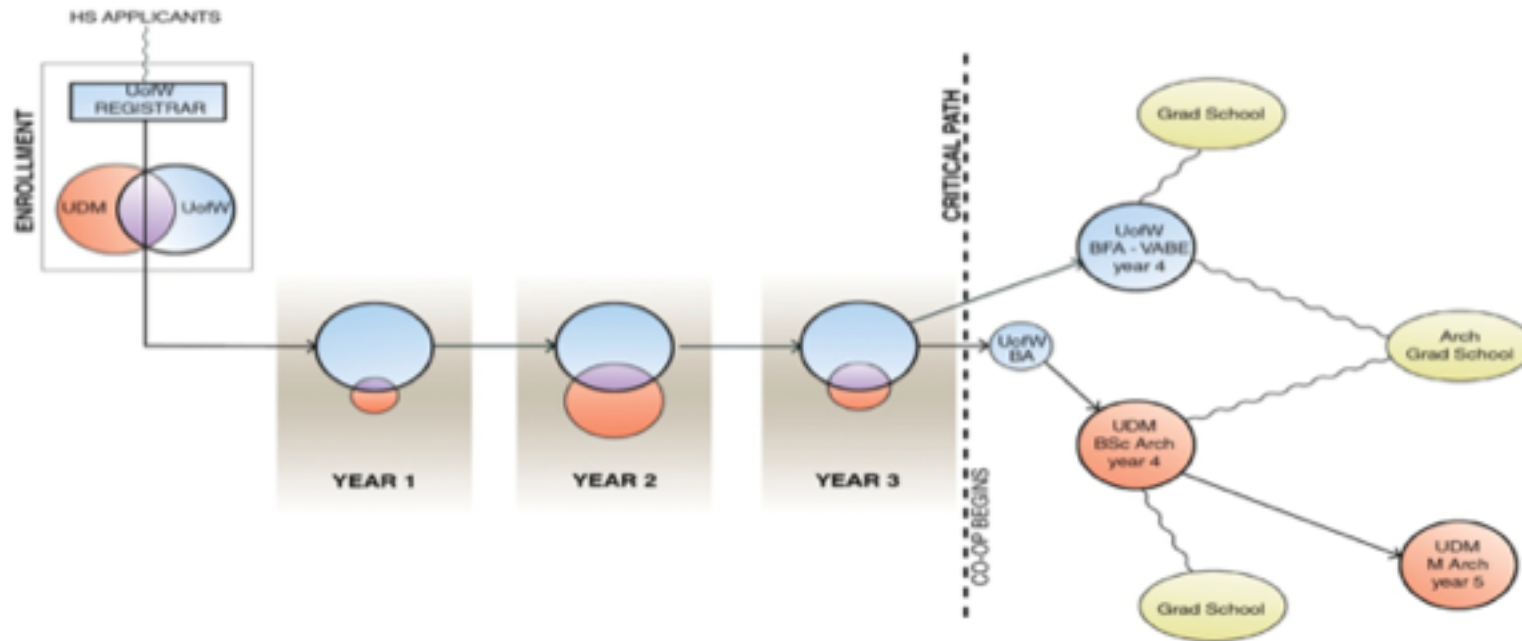 HS APPLICANTS
ENROLLMENT
UofW
REGISTRAR
UDM
UofW
YEAR 1
YEAR 2
YEAR 3
CRITICAL PATH
CO-OP BEGINS
Grad School
UofW
BFA - VABE
year 4
UofW
BA
Arch
Grad School
UDM
BSc Arch
year 4
UDM
M Arch
year 5
Grad School